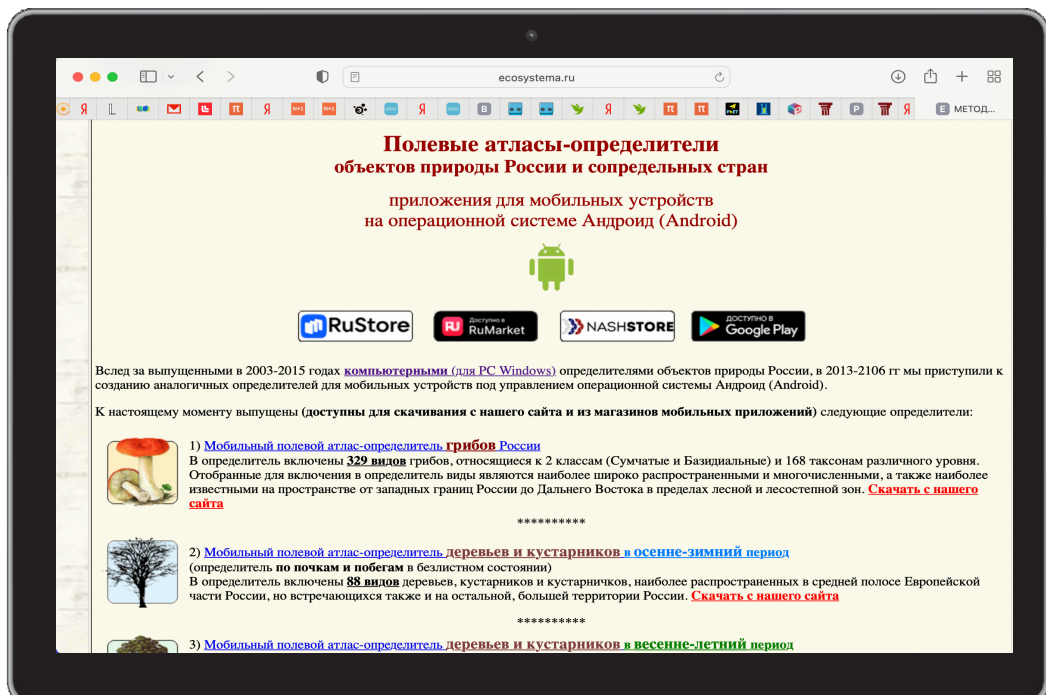 ecosystema.ru
Я L π Я N+1 N+1 Я B Я π π PhET P Я E МЕТОД...
Полевые атласы-определители
объектов природы России и сопредельных стран
приложения для мобильных устройств
на операционной системе Андроид (Android)
RuStore
RU ДОСТУПНО В RuMarket
NASHSTORE
ДОСТУПНО В Google Play
Вслед за выпущенными в 2003-2015 годах компьютерными (для PC Windows) определителями объектов природы России, в 2013-2106 гг мы приступили к
созданию аналогичных определителей для мобильных устройств под управлением операционной системы Андроид (Android).
К настоящему моменту выпущены (доступны для скачивания с нашего сайта и из магазинов мобильных приложений) следующие определители:
1) Мобильный полевой атлас-определитель грибов России
В определитель включены 329 видов грибов, относящиеся к 2 классам (Сумчатые и Базидиальные) и 168 таксонам различного уровня.
Отобранные для включения в определитель виды являются наиболее широко распространенными и многочисленными, а также наиболее
известными на пространстве от западных границ России до Дальнего Востока в пределах лесной и лесостепной зон. Скачать с нашего
сайта
**********
2) Мобильный полевой атлас-определитель деревьев и кустарников в осенне-зимний период
(определитель по почкам и побегам в безлистном состоянии)
В определитель включены 88 видов деревьев, кустарников и кустарничков, наиболее распространенных в средней полосе Европейской
части России, но встречающихся также и на остальной, большей территории России. Скачать с нашего сайта
**********
3) Мобильный полевой атлас-определитель деревьев и кустарников в весенне-летний период